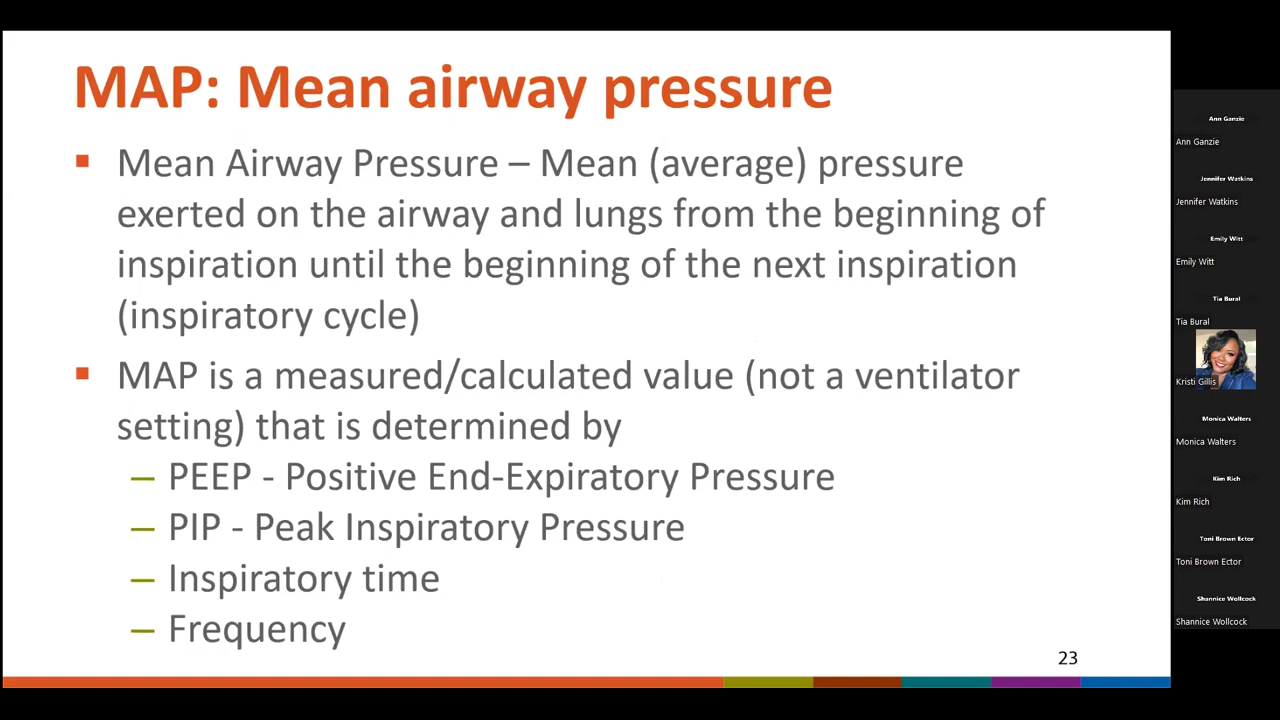 MAP: Mean airway pressure
▪ Mean Airway Pressure – Mean (average) pressure
exerted on the airway and lungs from the beginning of
inspiration until the beginning of the next inspiration
(inspiratory cycle)
▪ MAP is a measured/calculated value (not a ventilator
setting) that is determined by
– PEEP - Positive End-Expiratory Pressure
– PIP - Peak Inspiratory Pressure
– Inspiratory time
– Frequency
23
Ann Ganzie
Ann Ganzie
Jennifer Watkins
Jennifer Watkins
Emily Witt
Emily Witt
Tia Bural
Tia Bural
Kristi Gillis
Monica Walters
Monica Walters
Kim Rich
Kim Rich
Toni Brown Ector
Toni Brown Ector
Shannice Wollcock
Shannice Wollcock